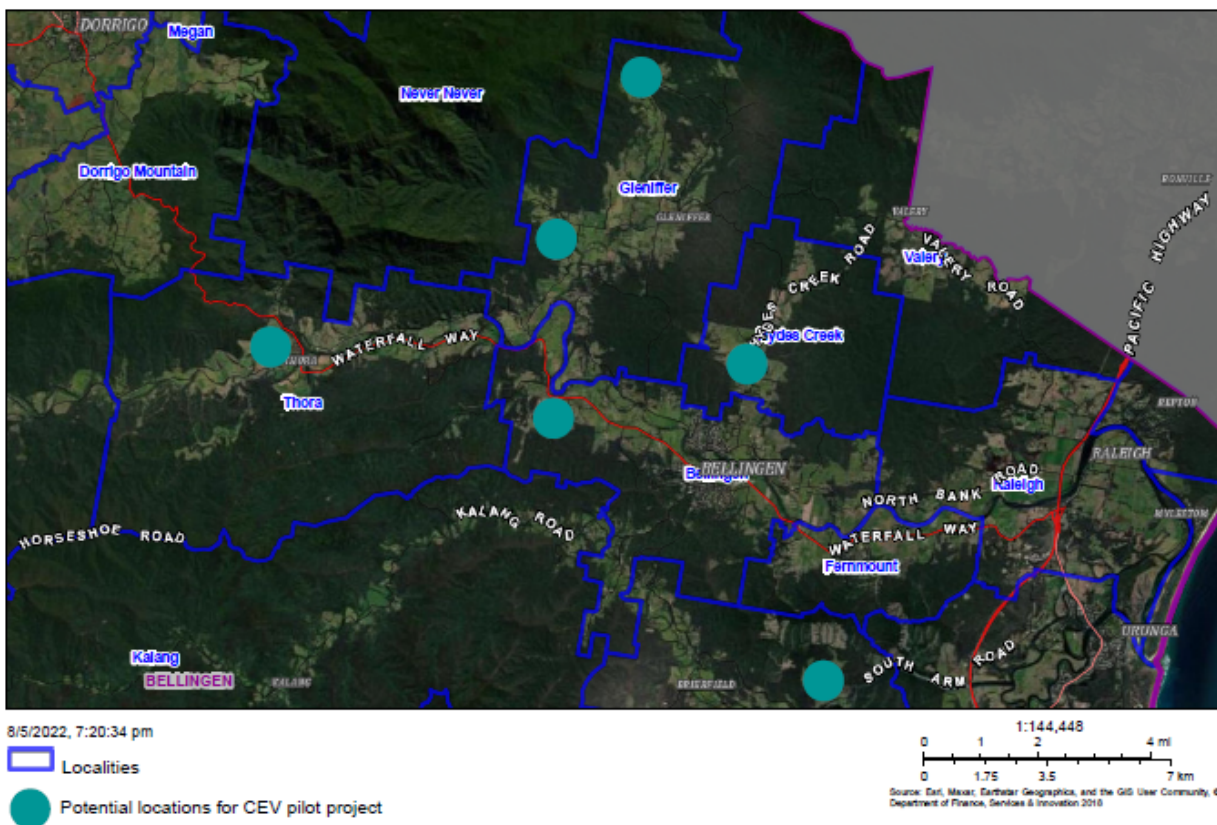 DORRIGO
Megan
Never Never
Dorrigo Mountain
Gleniffer
GLENIFFER
BONVILLE
PACIFIC HIGHWAY
VALERY
Valery
VALERY ROAD
CREEK ROAD
Creek
WATERFALL WAY
Thora
REPTON
RALEIGH
BELLINGEN
Raleigh
NORTH BANK ROAD
MYLESTOM
KALANG ROAD
HORSESHOE ROAD
WATERFALL WAY
Fernmount
URUNGA
SOUTH ARM ROAD
Kalang
BELLINGEN
KALANG
BRIERFIELD
8/5/2022, 7:20:34 pm
Localities
Potential locations for CEV pilot project
1:144,448
0 1 2 4 mi
0 1.75 3.5 7 km
Source: Esri, Maxar, Earthstar Geographics, and the GIS User Community,
Department of Finance, Services & Innovation 2018